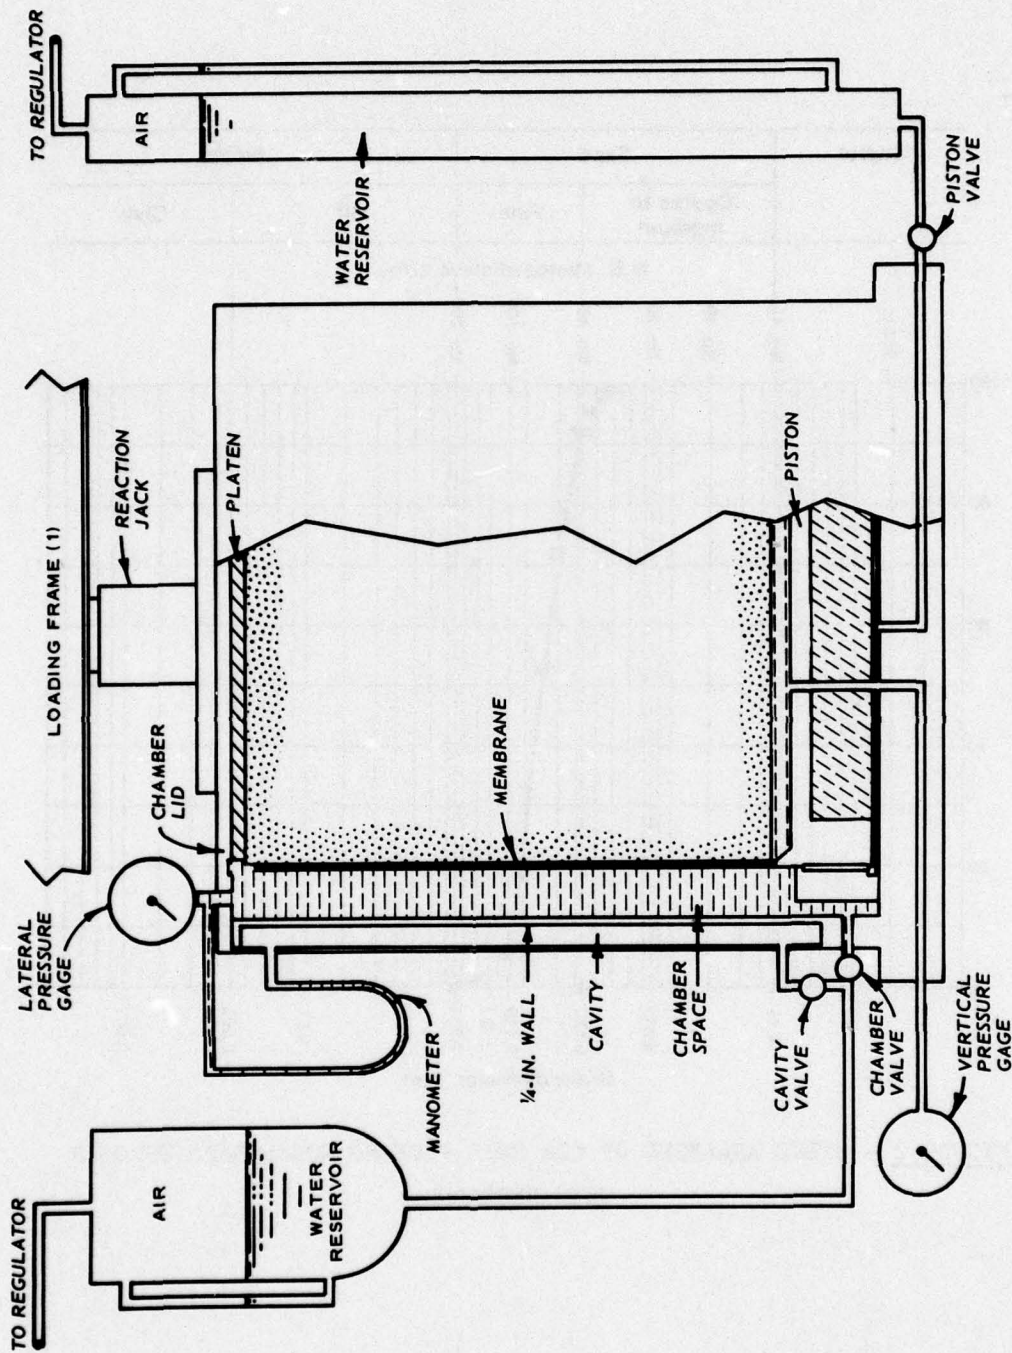 TO REGULATOR
AIR
WATER
RESERVOIR
LATERAL
PRESSURE
GAGE
MANOMETER
LOADING FRAME (1)
REACTION
JACK
CHAMBER
LID
PLATEN
MEMBRANE
¼-IN. WALL
CAVITY
CHAMBER
SPACE
CAVITY
VALVE
CHAMBER
VALVE
VERTICAL
PRESSURE
GAGE
PISTON
TO REGULATOR
AIR
WATER
RESERVOIR
PISTON
VALVE